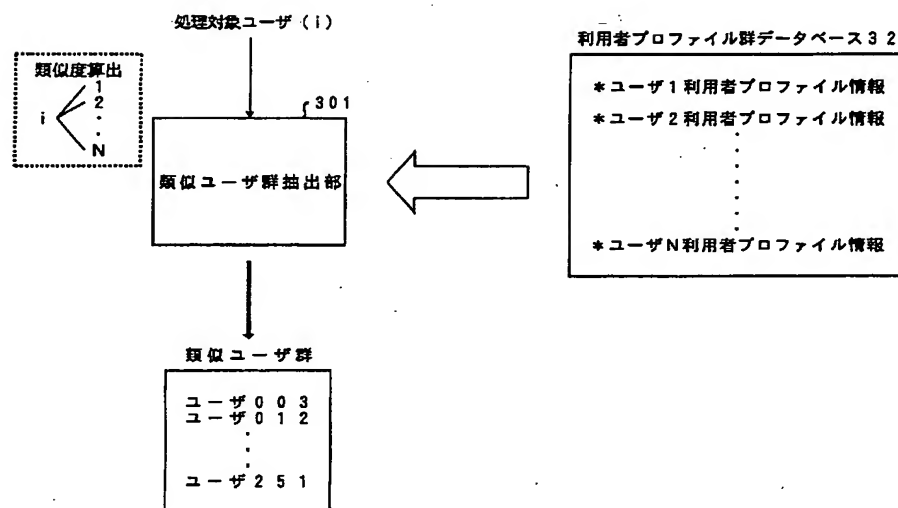 処理対象ユーザ(i)
類似度算出
i
1
2
・
・
N
301
類似ユーザ群抽出部
利用者プロファイル群データベース32
*ユーザ1利用者プロファイル情報
*ユーザ2利用者プロファイル情報
・
・
・
・
・
・
*ユーザN利用者プロファイル情報
類似ユーザ群
ユーザ003
ユーザ012
・
・
・
ユーザ251